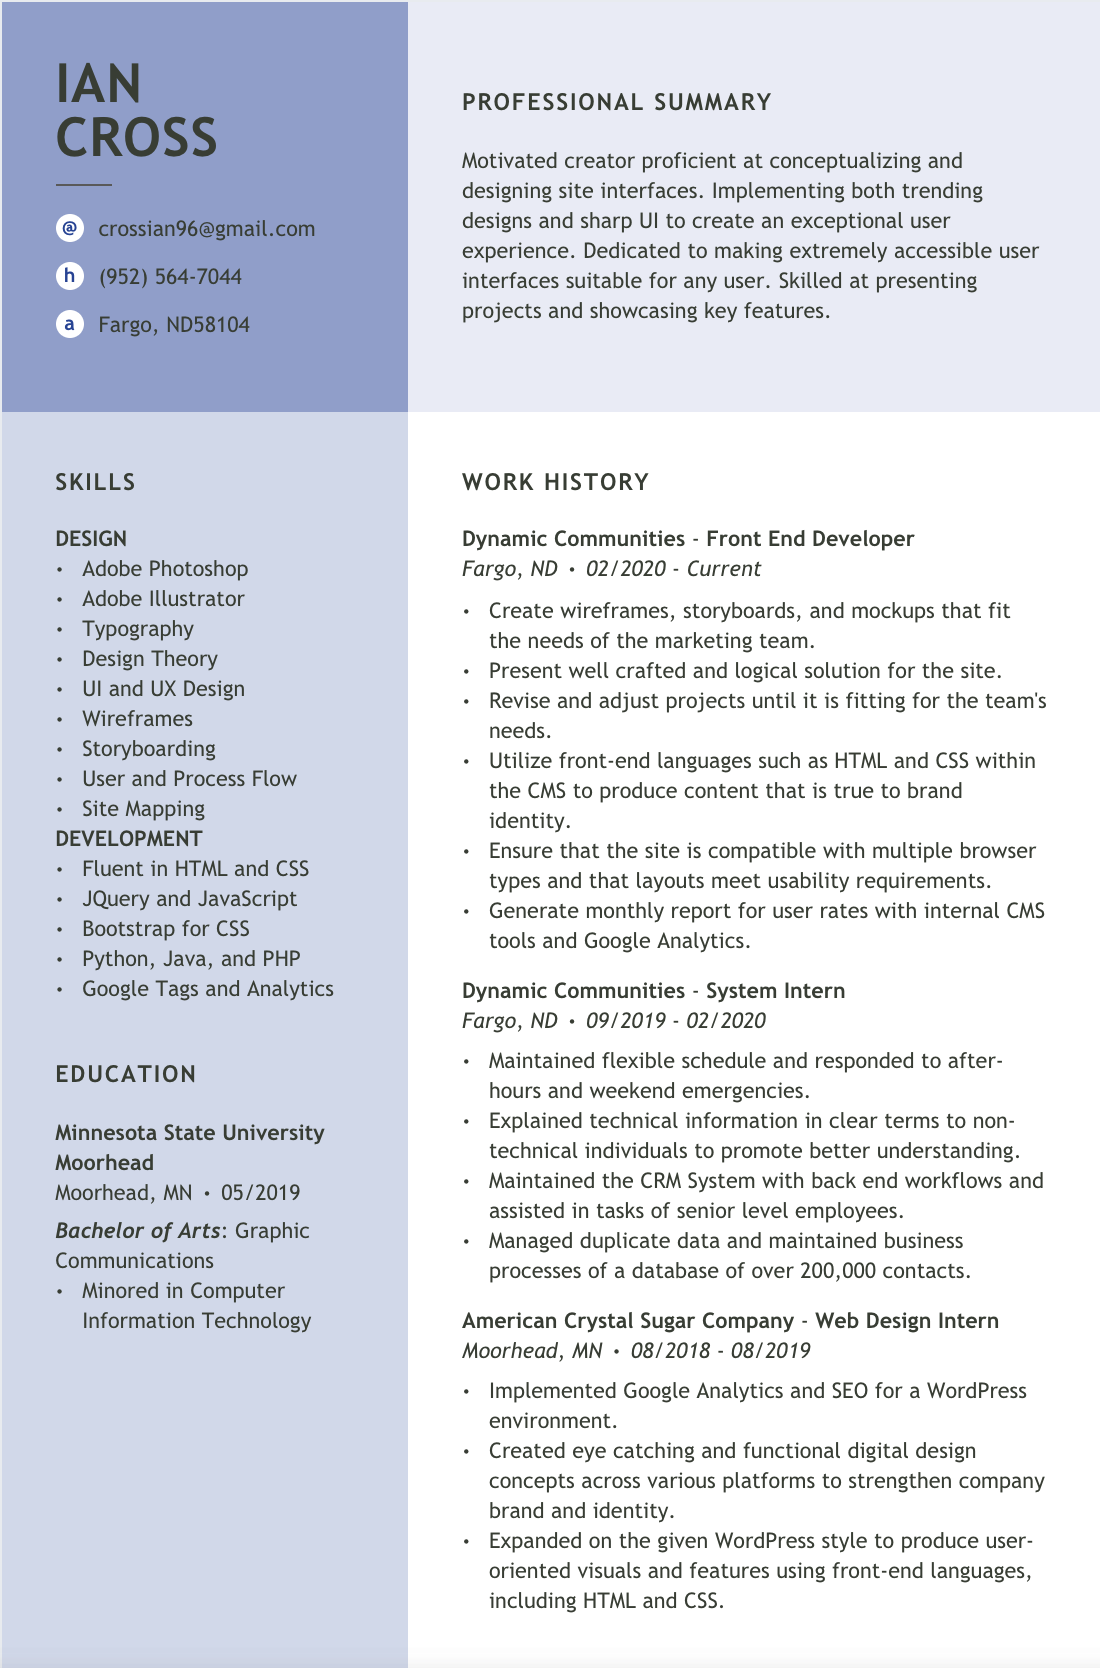 IAN
CROSS
@ crossian96@gmail.com
h (952) 564-7044
a Fargo, ND58104
PROFESSIONAL SUMMARY
Motivated creator proficient at conceptualizing and
designing site interfaces. Implementing both trending
designs and sharp UI to create an exceptional user
experience. Dedicated to making extremely accessible user
interfaces suitable for any user. Skilled at presenting
projects and showcasing key features.
SKILLS
DESIGN
• Adobe Photoshop
• Adobe Illustrator
• Typography
• Design Theory
• UI and UX Design
• Wireframes
• Storyboarding
• User and Process Flow
• Site Mapping
DEVELOPMENT
• Fluent in HTML and CSS
• JQuery and JavaScript
• Bootstrap for CSS
• Python, Java, and PHP
• Google Tags and Analytics
EDUCATION
Minnesota State University
Moorhead
Moorhead, MN • 05/2019
Bachelor of Arts: Graphic
Communications
• Minored in Computer
Information Technology
WORK HISTORY
Dynamic Communities - Front End Developer
Fargo, ND • 02/2020 - Current
• Create wireframes, storyboards, and mockups that fit
the needs of the marketing team.
• Present well crafted and logical solution for the site.
• Revise and adjust projects until it is fitting for the team's
needs.
• Utilize front-end languages such as HTML and CSS within
the CMS to produce content that is true to brand
identity.
• Ensure that the site is compatible with multiple browser
types and that layouts meet usability requirements.
• Generate monthly report for user rates with internal CMS
tools and Google Analytics.
Dynamic Communities - System Intern
Fargo, ND • 09/2019 - 02/2020
• Maintained flexible schedule and responded to after-
hours and weekend emergencies.
• Explained technical information in clear terms to non-
technical individuals to promote better understanding.
• Maintained the CRM System with back end workflows and
assisted in tasks of senior level employees.
• Managed duplicate data and maintained business
processes of a database of over 200,000 contacts.
American Crystal Sugar Company - Web Design Intern
Moorhead, MN • 08/2018 - 08/2019
• Implemented Google Analytics and SEO for a WordPress
environment.
• Created eye catching and functional digital design
concepts across various platforms to strengthen company
brand and identity.
• Expanded on the given WordPress style to produce user-
oriented visuals and features using front-end languages,
including HTML and CSS.